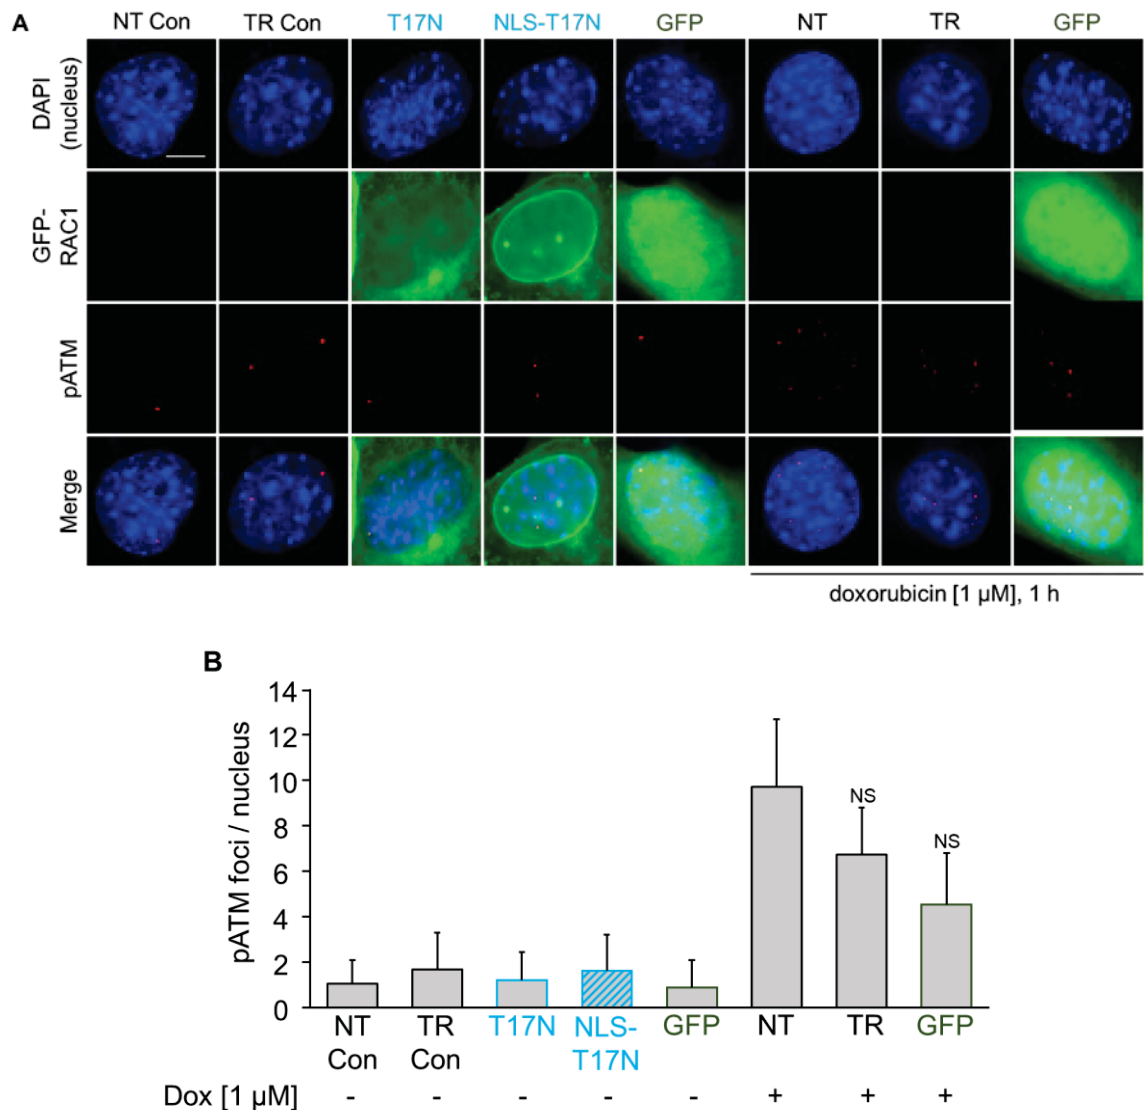 A
NT Con TR Con T17N NLS-T17N GFP NT TR GFP
DAPI
(nucleus)
GFP-
RAC1
pATM
Merge
doxorubicin [1 µM], 1 h
B
pATM foci / nucleus
14
12
10
8
6
4
2
0
NS
NS
NT
Con
TR
Con
T17N
NLS-
T17N
GFP
NT
TR
GFP
Dox [1 µM] - - - - - + + +